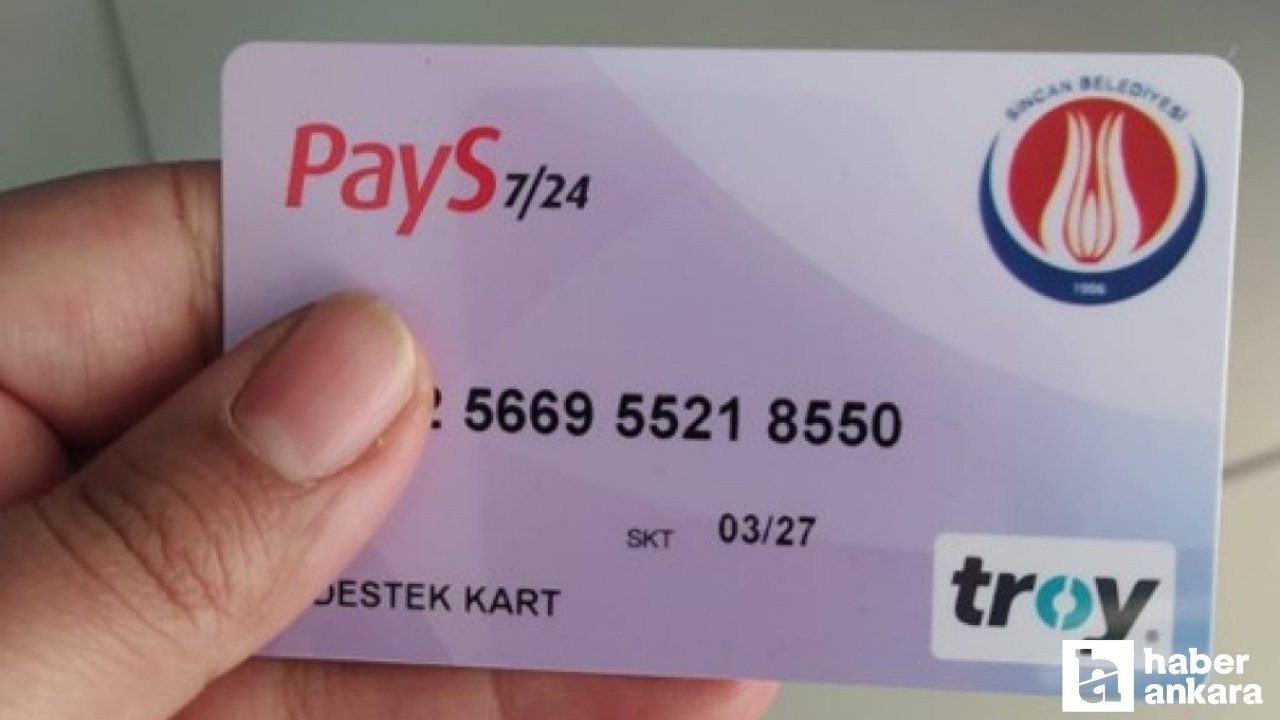 SİNCAN BELEDİYESİ
PayS 7/24
1956
5669 5521 8550
SKT 03/27
DESTEK KART
troy
haber
ankara